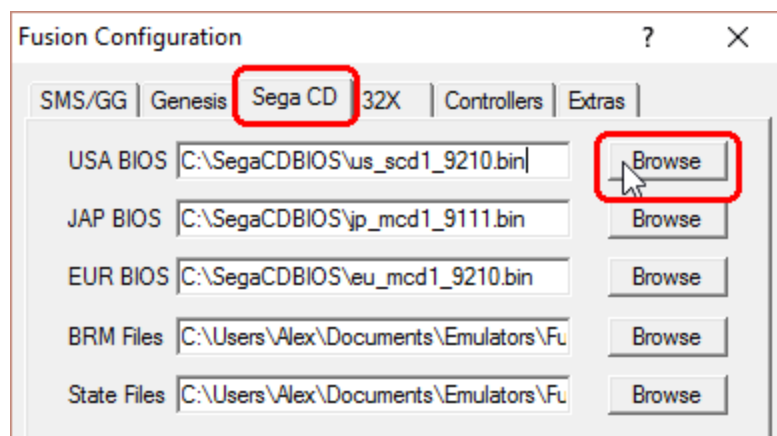 Fusion Configuration ? X
SMS/GG Genesis Sega CD 32X Controllers Extras
USA BIOS C:\SegaCDBIOS\us_scd1_9210.bin Browse
JAP BIOS C:\SegaCDBIOS\jp_mcd1_9111.bin Browse
EUR BIOS C:\SegaCDBIOS\eu_mcd1_9210.bin Browse
BRM Files C:\Users\Alex\Documents\Emulators\Fu Browse
State Files C:\Users\Alex\Documents\Emulators\Fu Browse